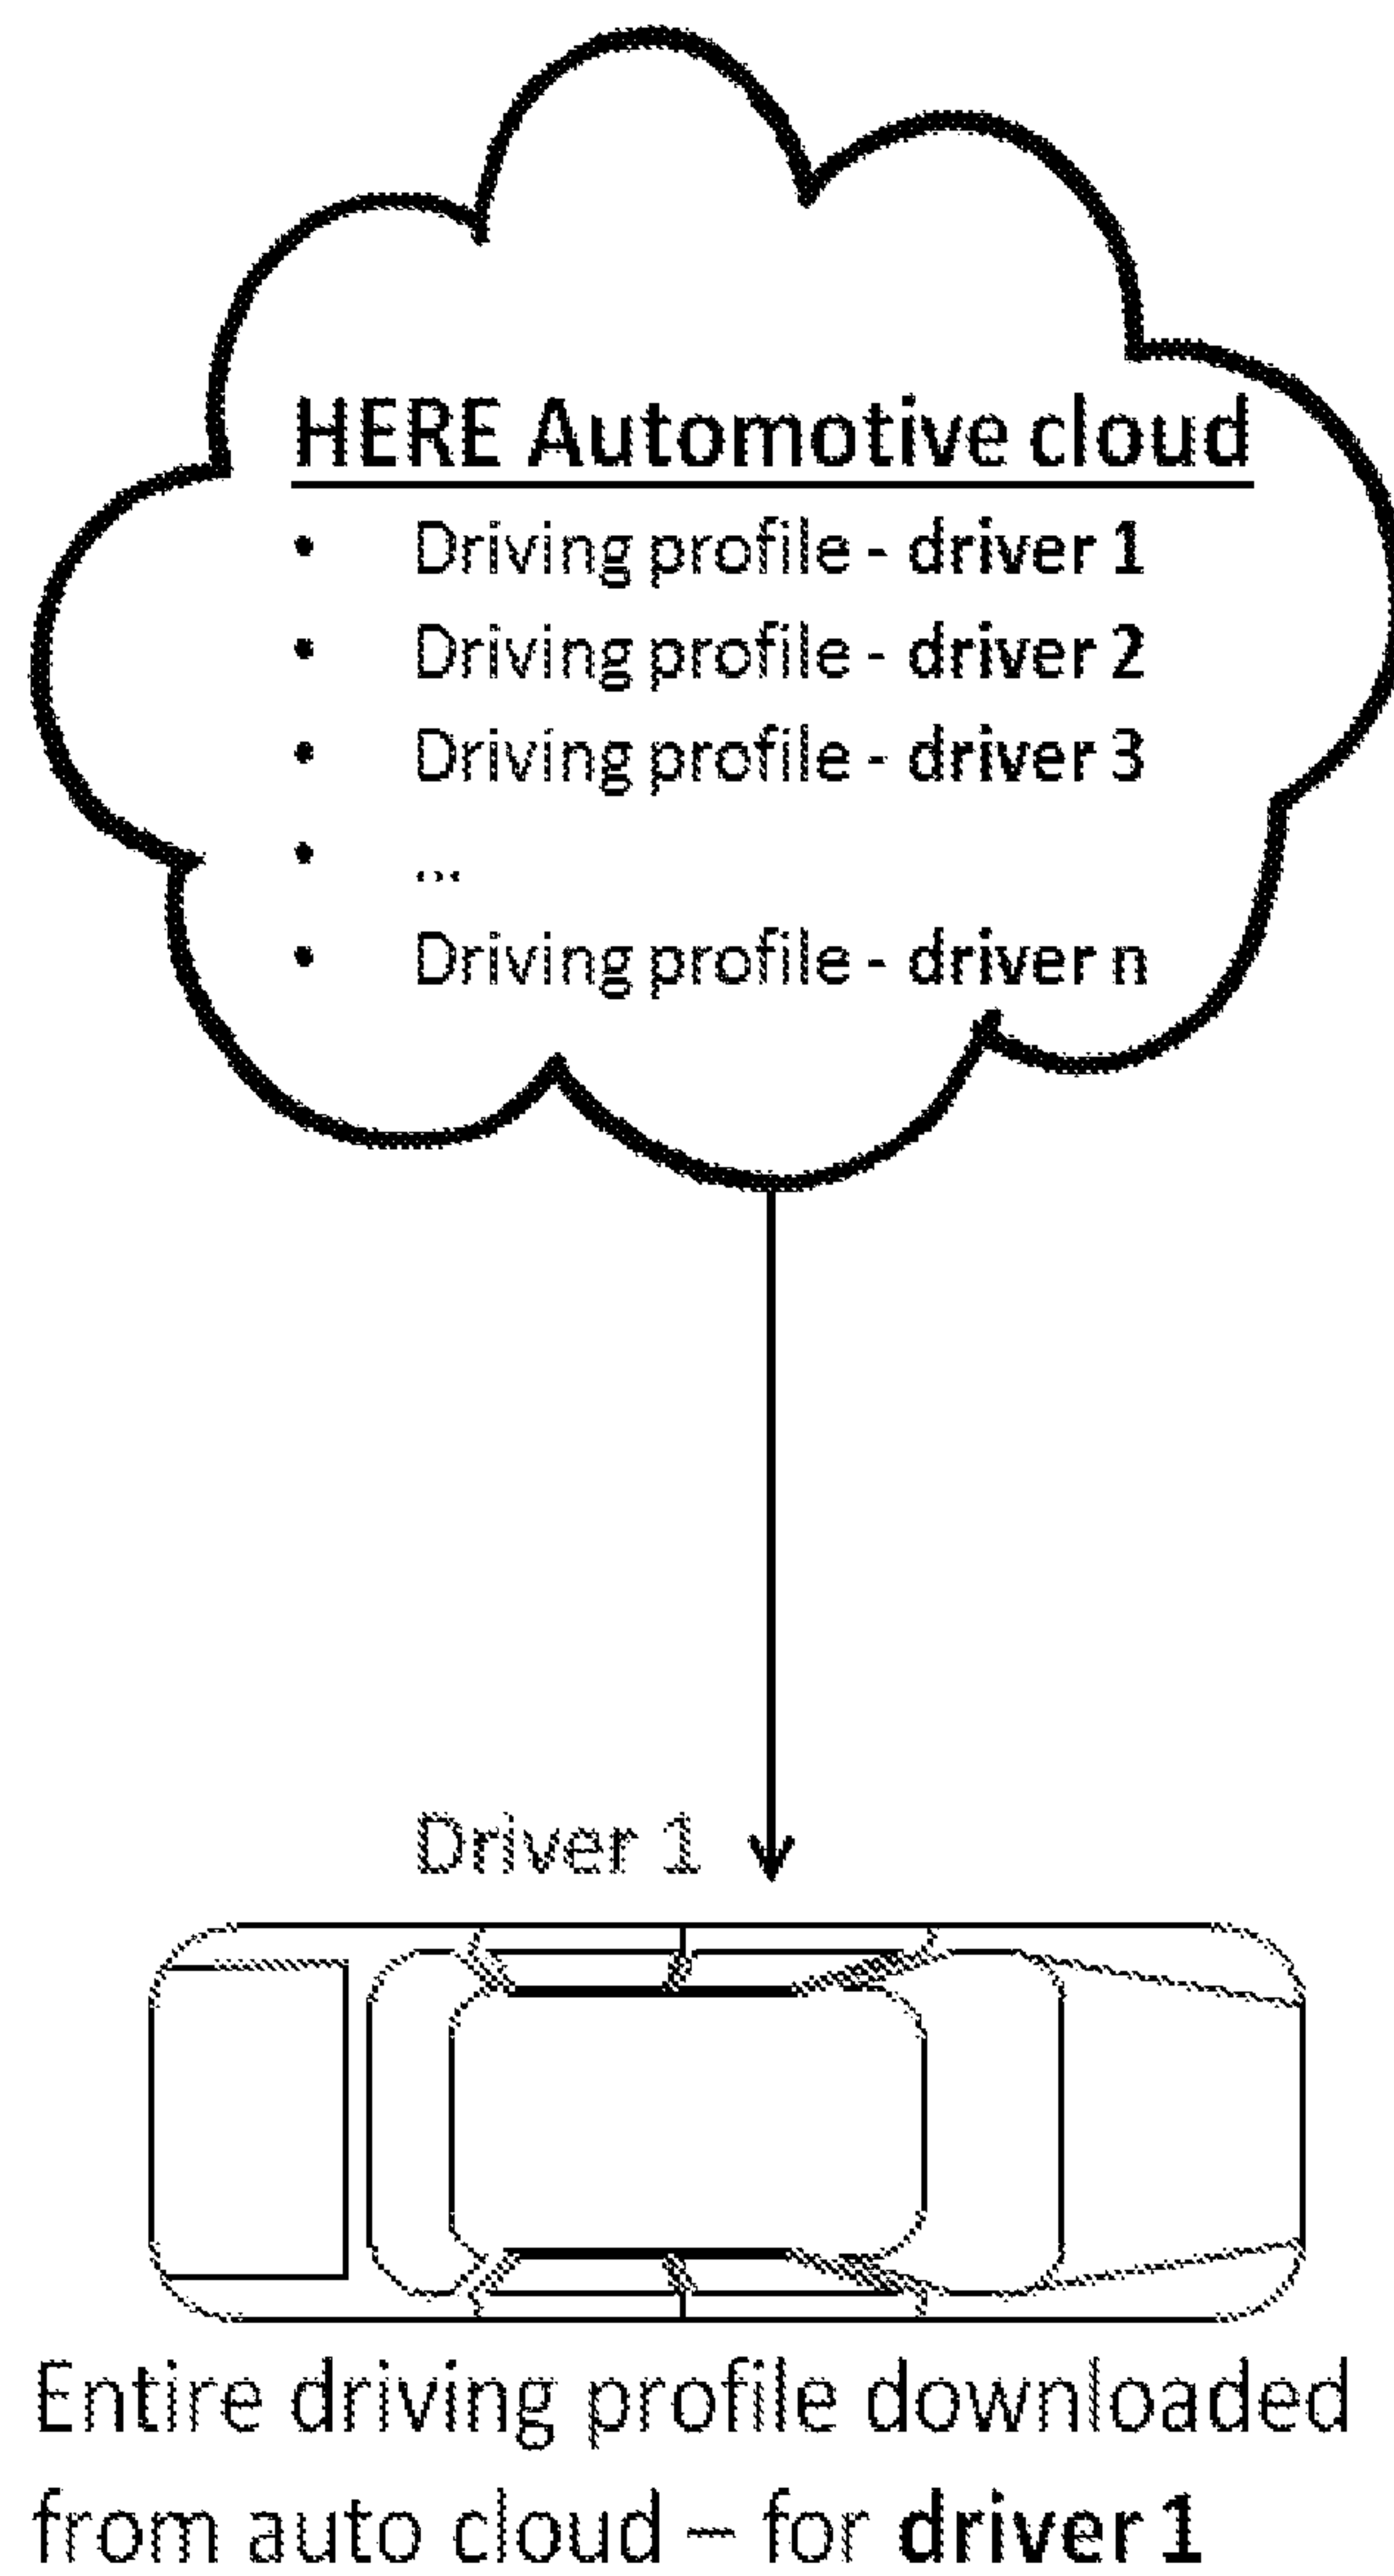 HERE Automotive cloud
• Driving profile - driver 1
• Driving profile - driver 2
• Driving profile - driver 3
• ...
• Driving profile - driver n
Driver 1
Entire driving profile downloaded
from auto cloud – for driver 1